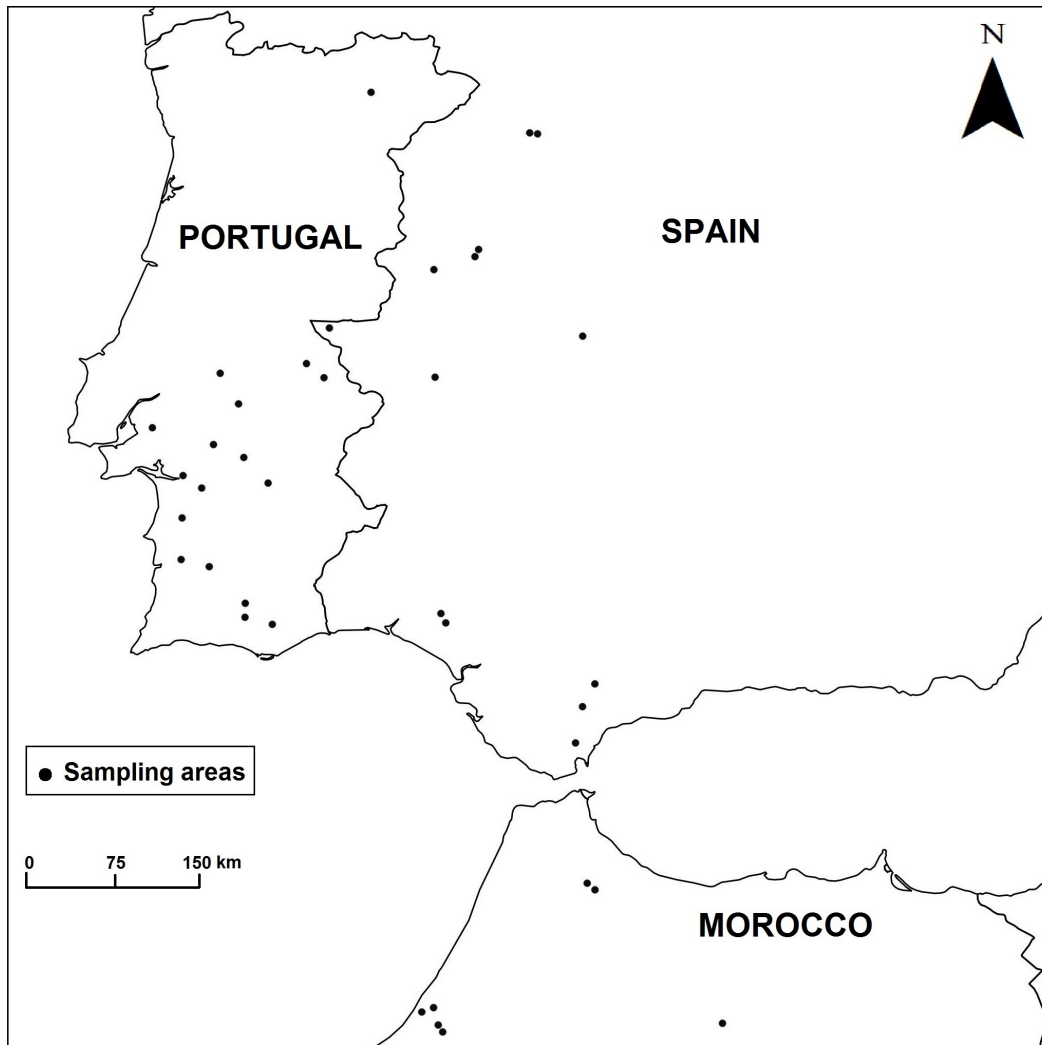 N
PORTUGAL
SPAIN
Sampling areas
0 75 150 km
MOROCCO